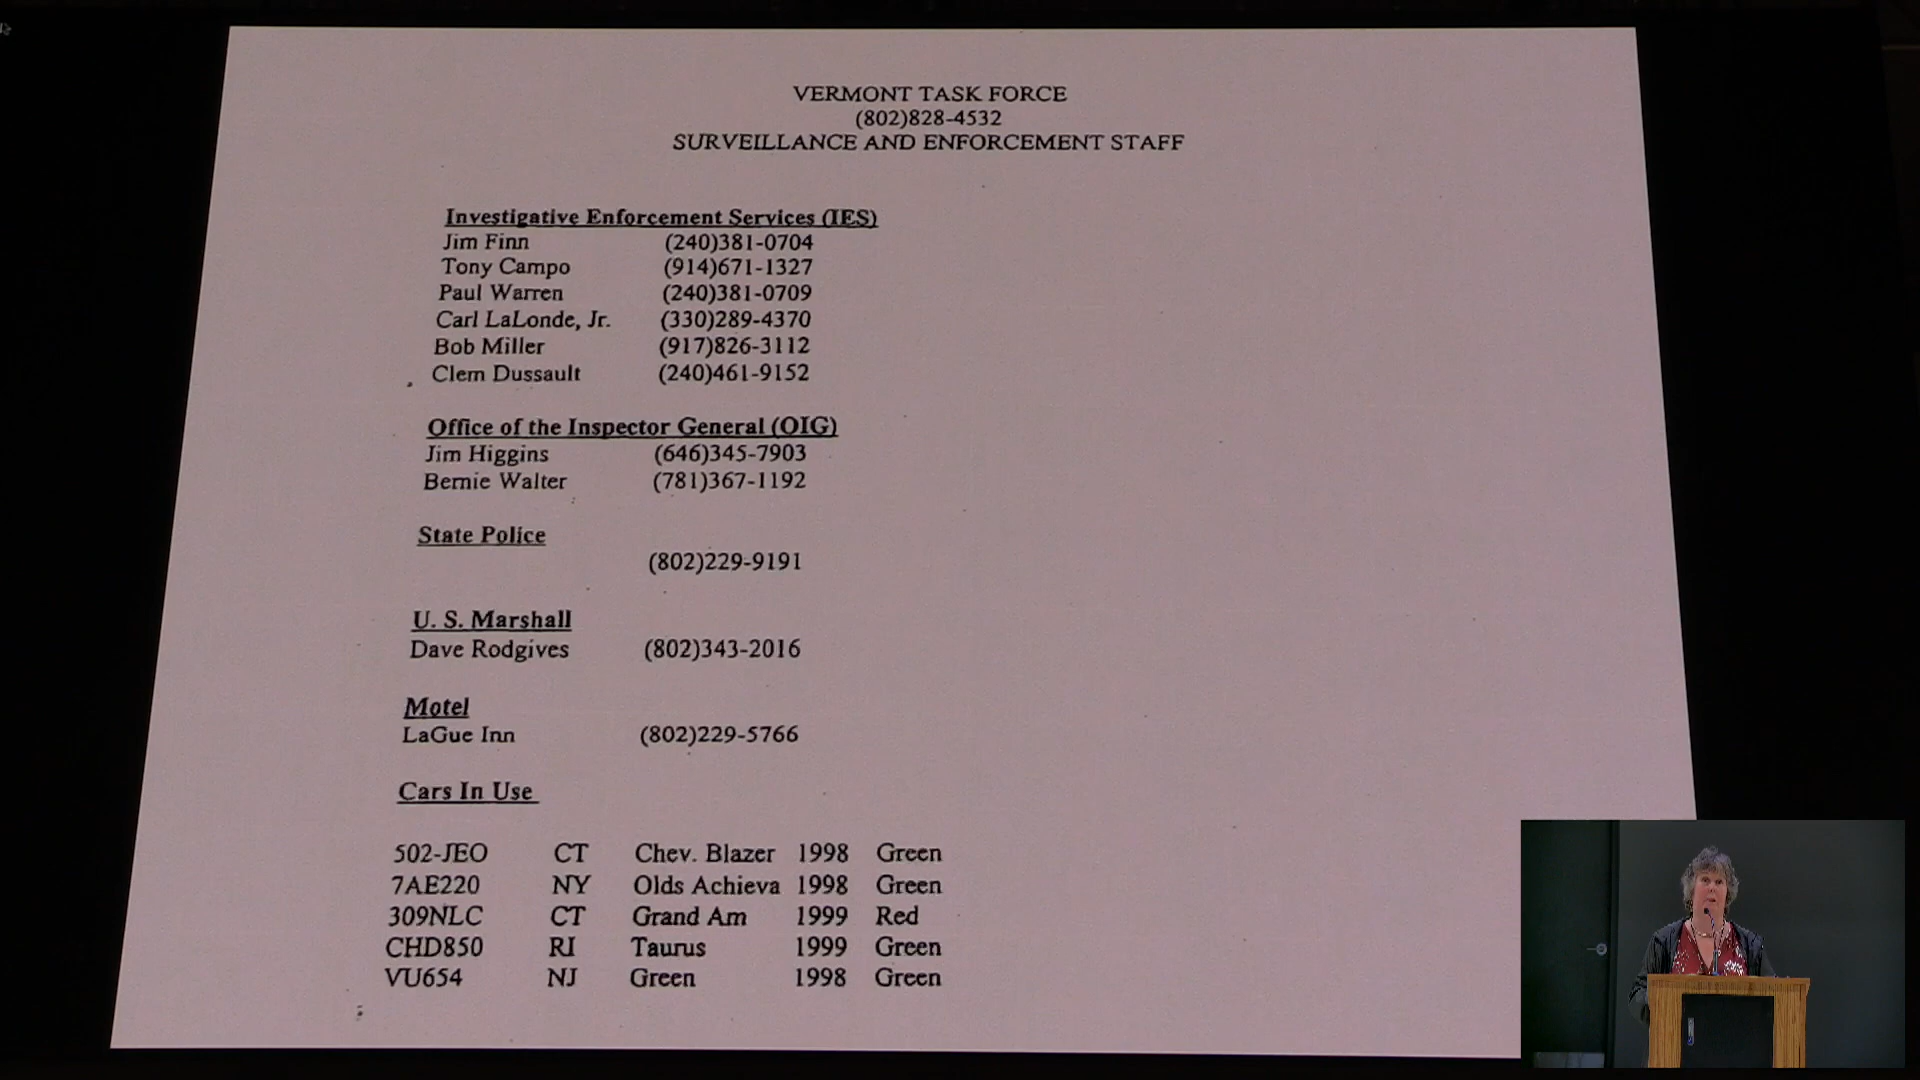 VERMONT TASK FORCE
(802)828-4532
SURVEILLANCE AND ENFORCEMENT STAFF
Investigative Enforcement Services (IES)
Jim Finn (240)381-0704
Tony Campo (914)671-1327
Paul Warren (240)381-0709
Carl LaLonde, Jr. (330)289-4370
Bob Miller (917)826-3112
Clem Dussault (240)461-9152
Office of the Inspector General (OIG)
Jim Higgins (646)345-7903
Bernie Walter (781)367-1192
State Police
(802)229-9191
U. S. Marshall
Dave Rodgives (802)343-2016
Motel
LaGue Inn (802)229-5766
Cars In Use
502-JEO CT Chev. Blazer 1998 Green
7AE220 NY Olds Achieva 1998 Green
309NLC CT Grand Am 1999 Red
CHD850 RI Taurus 1999 Green
VU654 NJ Green 1998 Green